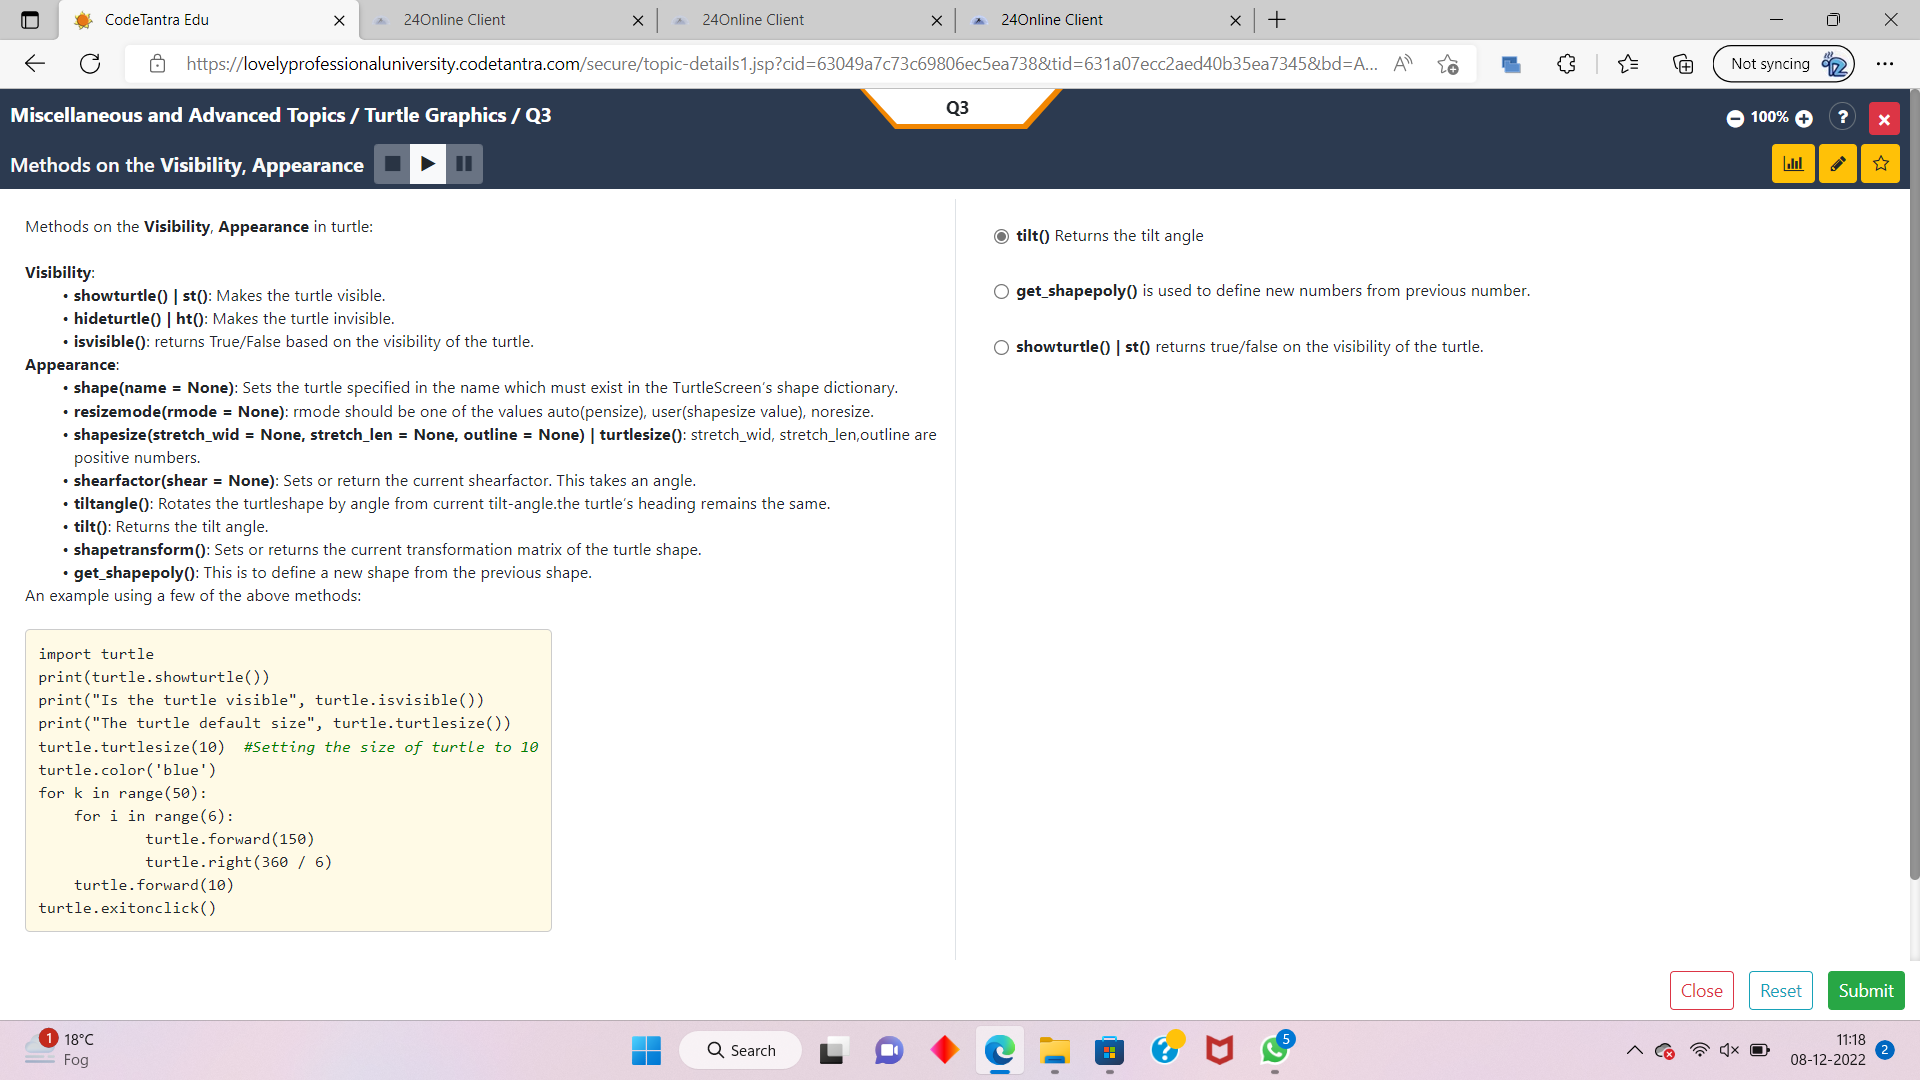 CodeTantra Edu
24Online Client
24Online Client
24Online Client
https://lovelyprofessionaluniversity.codetantra.com/secure/topic-details1.jsp?cid=63049a7c73c69806ec5ea738&tid=631a07ecc2aed40b35ea7345&bd=A...
Not syncing
Miscellaneous and Advanced Topics / Turtle Graphics / Q3
Q3
100%
?
Methods on the Visibility, Appearance
Methods on the Visibility, Appearance in turtle:
Visibility:
• showturtle() | st(): Makes the turtle visible.
• hideturtle() | ht(): Makes the turtle invisible.
• isvisible(): returns True/False based on the visibility of the turtle.
Appearance:
• shape(name = None): Sets the turtle specified in the name which must exist in the TurtleScreen's shape dictionary.
• resizemode(rmode = None): rmode should be one of the values auto(pensize), user(shapesize value), noresize.
• shapesize(stretch_wid = None, stretch_len = None, outline = None) | turtlesize(): stretch_wid, stretch_len,outline are
positive numbers.
• shearfactor(shear = None): Sets or return the current shearfactor. This takes an angle.
• tiltangle(): Rotates the turtleshape by angle from current tilt-angle.the turtle's heading remains the same.
• tilt(): Returns the tilt angle.
• shapetransform(): Sets or returns the current transformation matrix of the turtle shape.
• get_shapepoly(): This is to define a new shape from the previous shape.
An example using a few of the above methods:
import turtle
print(turtle.showturtle())
print("Is the turtle visible", turtle.isvisible())
print("The turtle default size", turtle.turtlesize())
turtle.turtlesize(10)  #Setting the size of turtle to 10
turtle.color('blue')
for k in range(50):
    for i in range(6):
            turtle.forward(150)
            turtle.right(360 / 6)
    turtle.forward(10)
turtle.exitonclick()
tilt() Returns the tilt angle
get_shapepoly() is used to define new numbers from previous number.
showturtle() | st() returns true/false on the visibility of the turtle.
Close
Reset
Submit
1
18°C
Fog
Search
5
11:18
08-12-2022
2